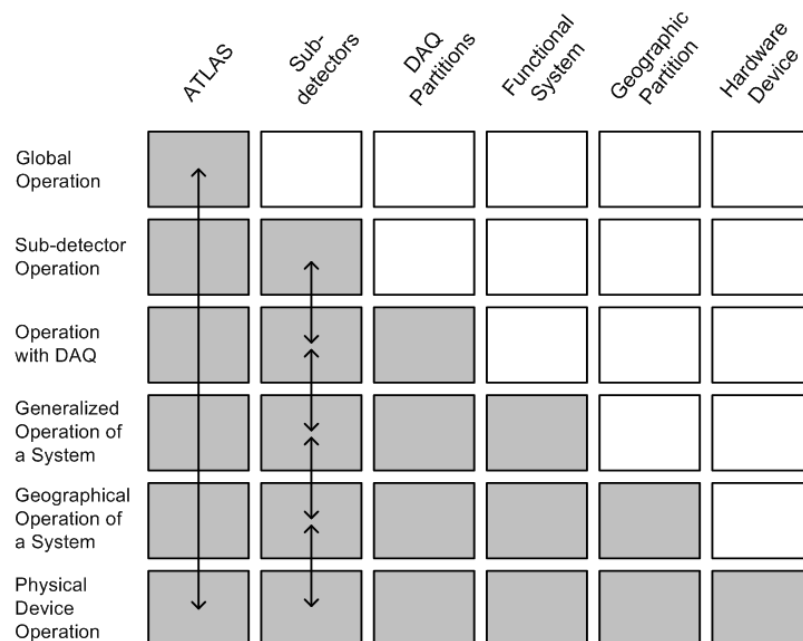 ATLAS
Sub-
detectors
DAQ
Partitions
Functional
System
Geographic
Partition
Hardware
Device
Global
Operation
Sub-detector
Operation
Operation
with DAQ
Generalized
Operation of
a System
Geographical
Operation of
a System
Physical
Device
Operation